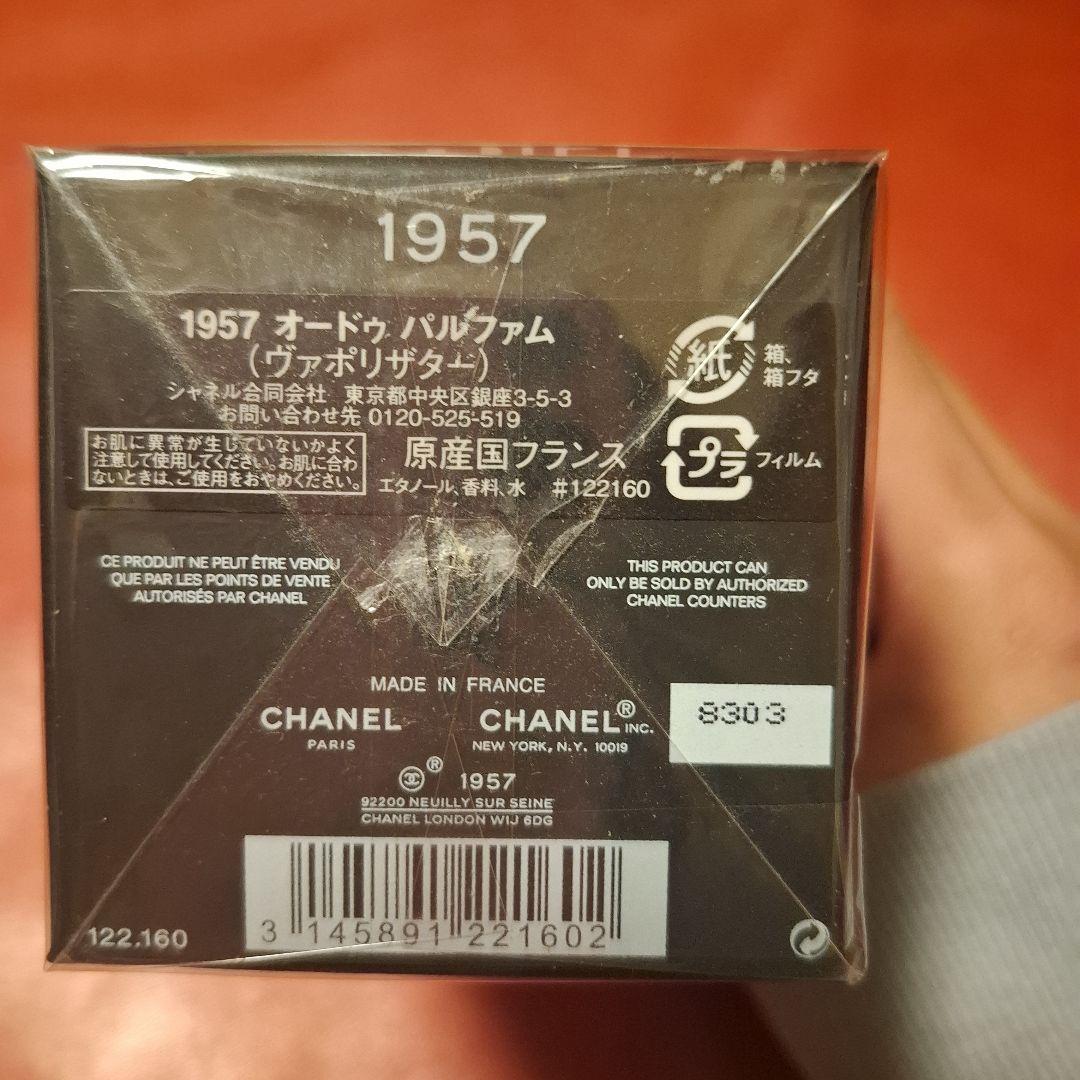 1957
1957 オードゥ パルファム
(ヴァポリザター)
シャネル合同会社 東京都中央区銀座3-5-3
お問い合わせ先 0120-525-519
お肌に異常が生じていないかよく
注意して使用してください。お肌に合わ
ないときは、ご使用をおやめください。
原産国フランス
エタノール、香料、水 #122160
紙
箱、
箱フタ
プラ
フィルム
CE PRODUIT NE PEUT ÊTRE VENDU
QUE PAR LES POINTS DE VENTE
AUTORISÉS PAR CHANEL
THIS PRODUCT CAN
ONLY BE SOLD BY AUTHORIZED
CHANEL COUNTERS
MADE IN FRANCE
CHANEL
PARIS
CHANEL® INC.
NEW YORK, N.Y. 10019
8303
® 1957
92200 NEUILLY SUR SEINE
CHANEL LONDON W1J 6DG
3 145891 221602
122.160